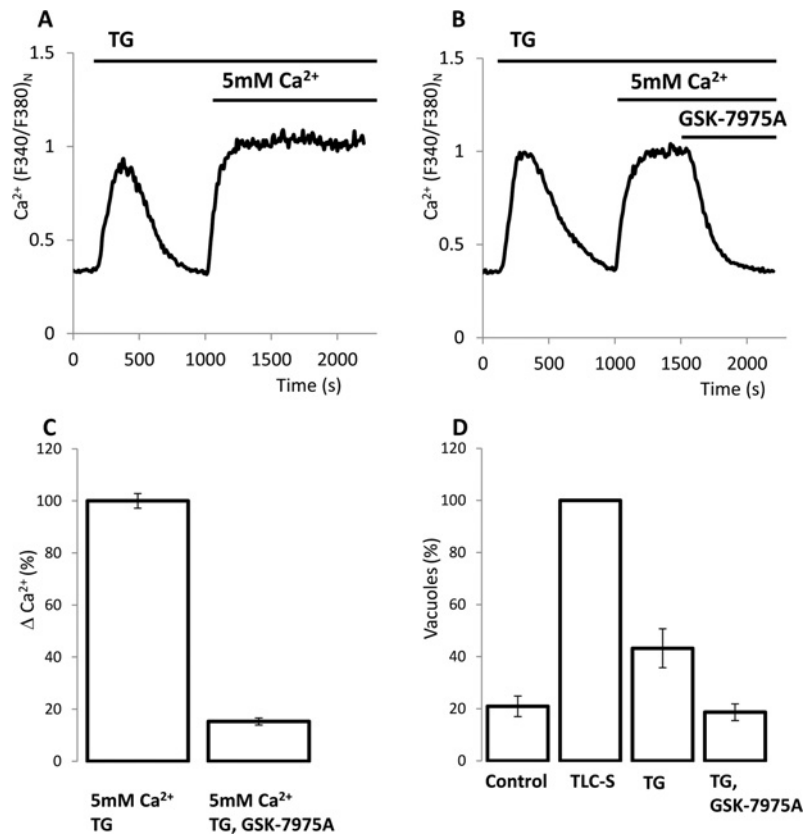 A
TG
1.5
5mM Ca²⁺
1
0.5
0
Ca²⁺ (F340/F380)N
0 500 1000 1500 2000
Time (s)
B
TG
1.5
5mM Ca²⁺
GSK-7975A
1
0.5
0
Ca²⁺ (F340/F380)N
0 500 1000 1500 2000
Time (s)
C
120
100
80
60
40
20
0
Δ Ca²⁺ (%)
5mM Ca²⁺ 5mM Ca²⁺
TG TG, GSK-7975A
D
120
100
80
60
40
20
0
Vacuoles (%)
Control TLC-S TG TG,
GSK-7975A